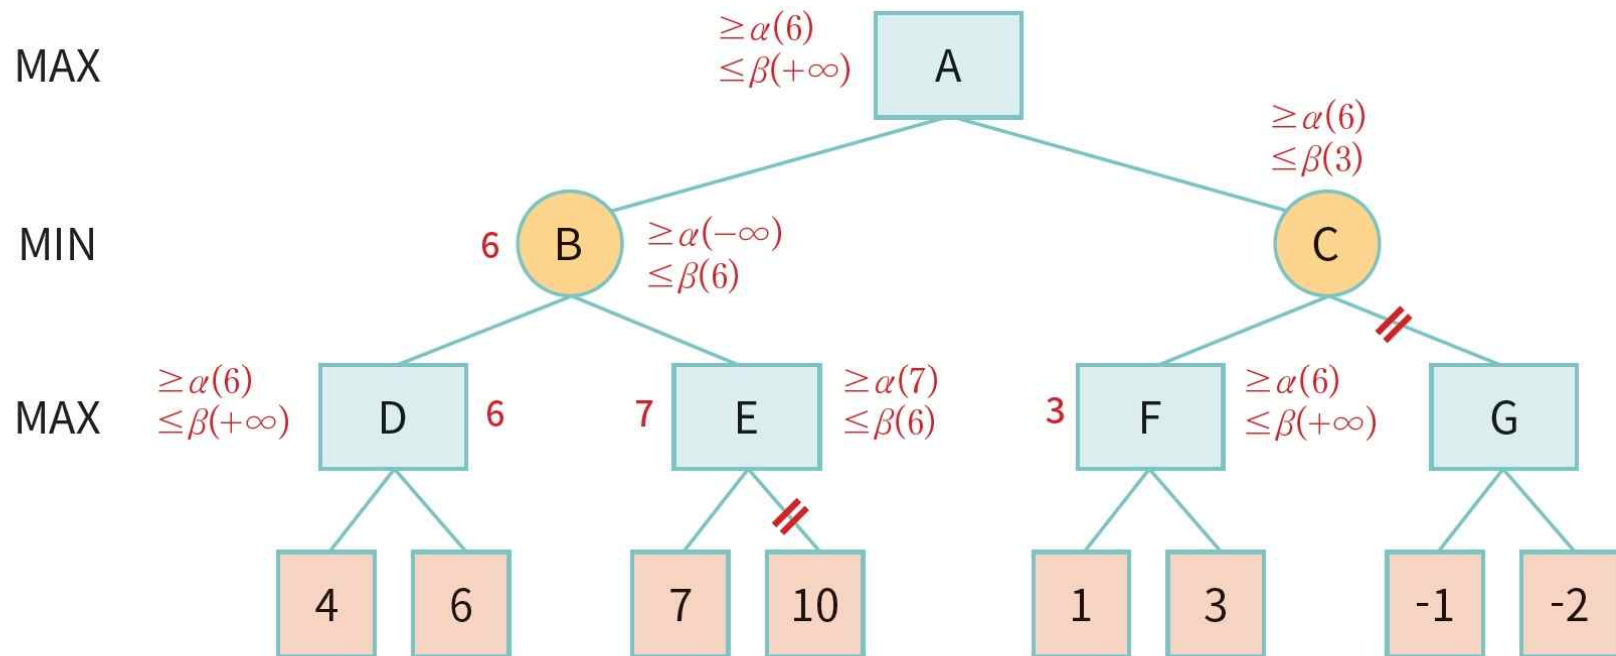 MAX
≥α(6)
≤β(+∞)
A
≥α(6)
≤β(3)
MIN
6
B
≥α(−∞)
≤β(6)
C
MAX
≥α(6)
≤β(+∞)
D
6
7
E
≥α(7)
≤β(6)
3
F
≥α(6)
≤β(+∞)
G
4
6
7
10
1
3
-1
-2